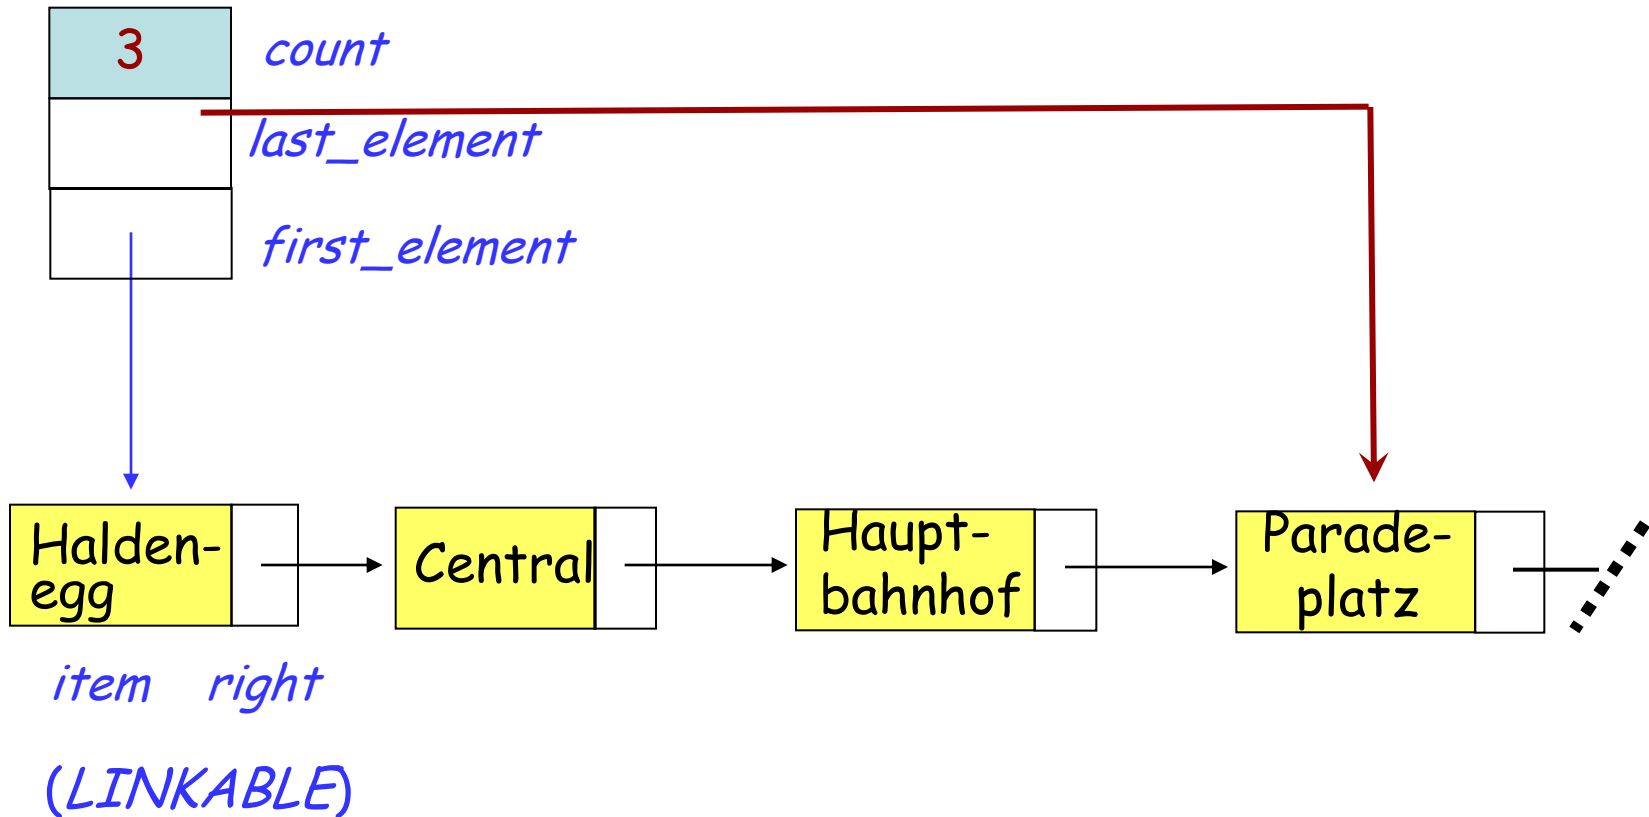 3
count
last_element
first_element
Halden-
egg
Central
Haupt-
bahnhof
Parade-
platz
item right
(LINKABLE)